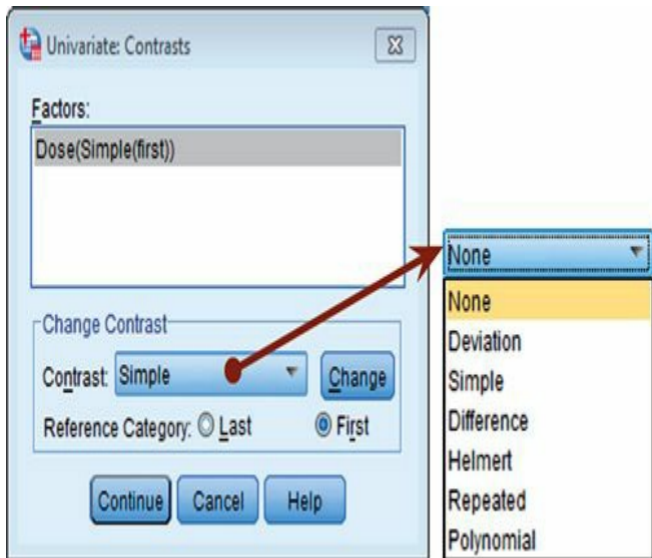 Univariate: Contrasts
Factors:
Dose(Simple(first))
Change Contrast
Contrast: Simple
Change
Reference Category: Last First
Continue Cancel Help
None
None
Deviation
Simple
Difference
Helmert
Repeated
Polynomial